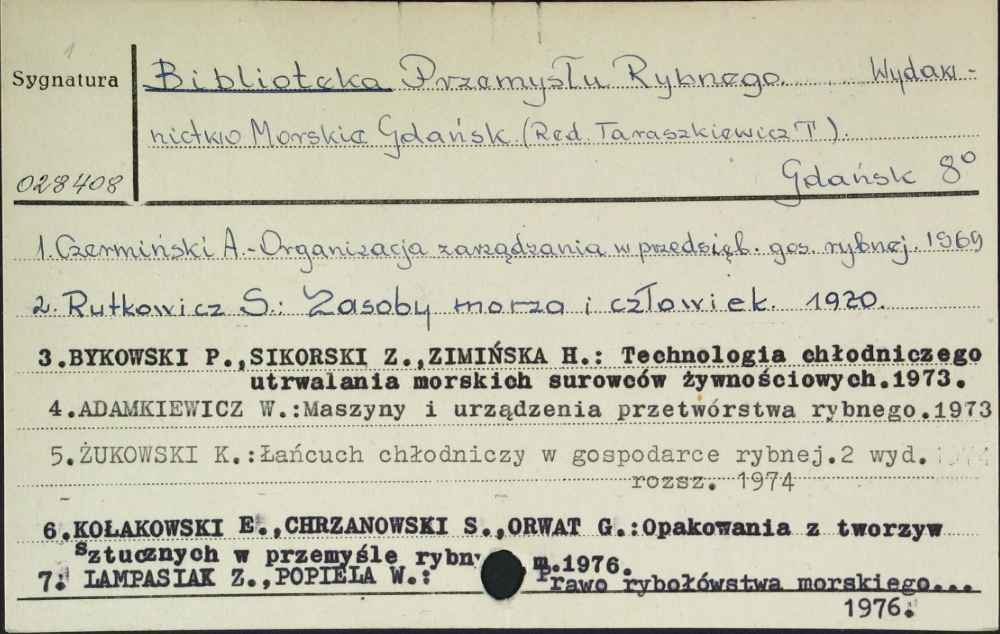 1
Sygnatura
Biblioteka Przemysłu Rybnego. Wydaw-
nictwo Morskie Gdańsk (Red. Taraszkiewicz T).
Gdańsk 8°
028408
1. Czermiński A.-Organizacja zarządzania w przedsięb. gos. rybnej. 1969
2. Rutkowicz S.: Zasoby morza i człowiek. 1970.
3.BYKOWSKI P.,SIKORSKI Z.,ZIMIŃSKA H.: Technologia chłodniczego
utrwalania morskich surowców żywnościowych.1973.
4.ADAMKIEWICZ W.:Maszyny i urządzenia przetwórstwa rybnego.1973
5.ŻUKOWSKI K.:Łańcuch chłodniczy w gospodarce rybnej.2 wyd.
rozsz. 1974
6.KOŁAKOWSKI E.,CHRZANOWSKI S.,ORWAT G.:Opakowania z tworzyw
sztucznych w przemyśle rybn m.1976.
7. LAMPASIAK Z.,POPIELA W.: Prawo rybołówstwa morskiego...
1976.